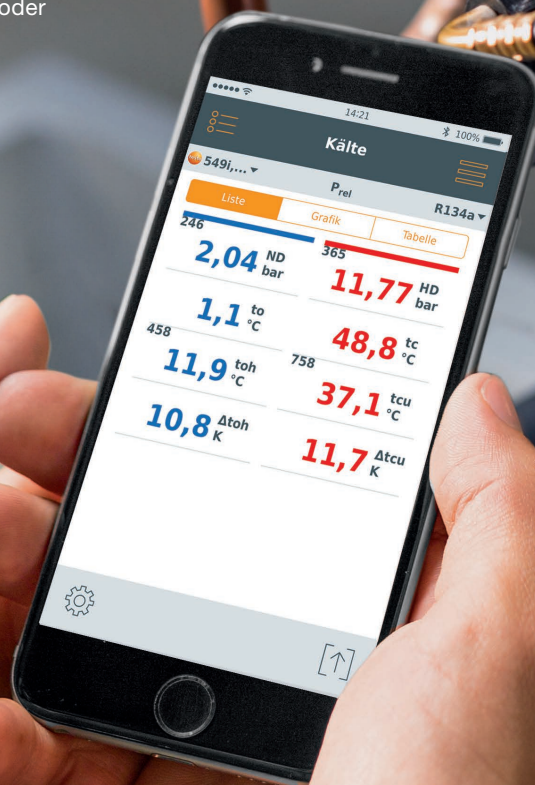 oder
14:21
100%
Kälte
549i,...
Prel
R134a
Liste
Grafik
Tabelle
246
2,04 ND bar
365
11,77 HD bar
1,1 to °C
48,8 tc °C
458
11,9 toh °C
758
37,1 tcu °C
10,8 Δtoh K
11,7 Δtcu K